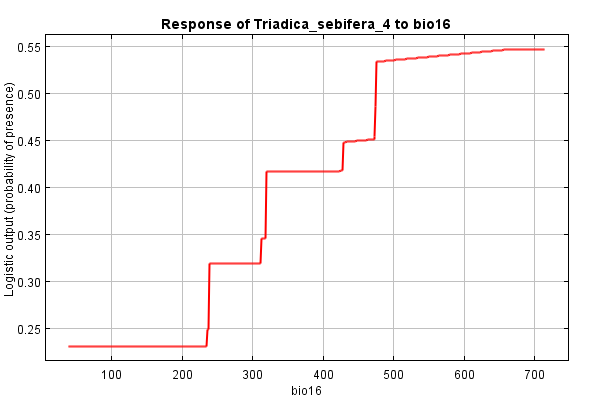 Response of Triadica_sebifera_4 to bio16
Logistic output (probability of presence)
0.55
0.50
0.45
0.40
0.35
0.30
0.25
100 200 300 400 500 600 700
bio16